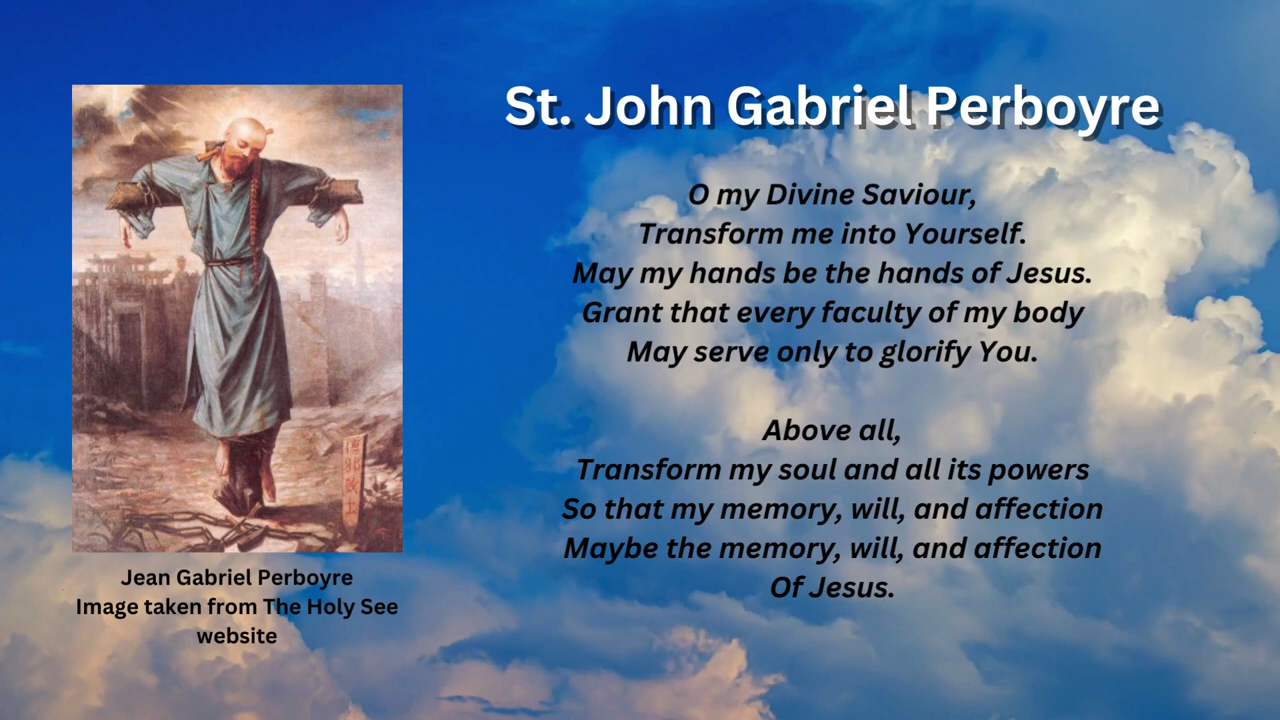 St. John Gabriel Perboyre
O my Divine Saviour,
Transform me into Yourself.
May my hands be the hands of Jesus.
Grant that every faculty of my body
May serve only to glorify You.
Above all,
Transform my soul and all its powers
So that my memory, will, and affection
Maybe the memory, will, and affection
Of Jesus.
Jean Gabriel Perboyre
Image taken from The Holy See
website